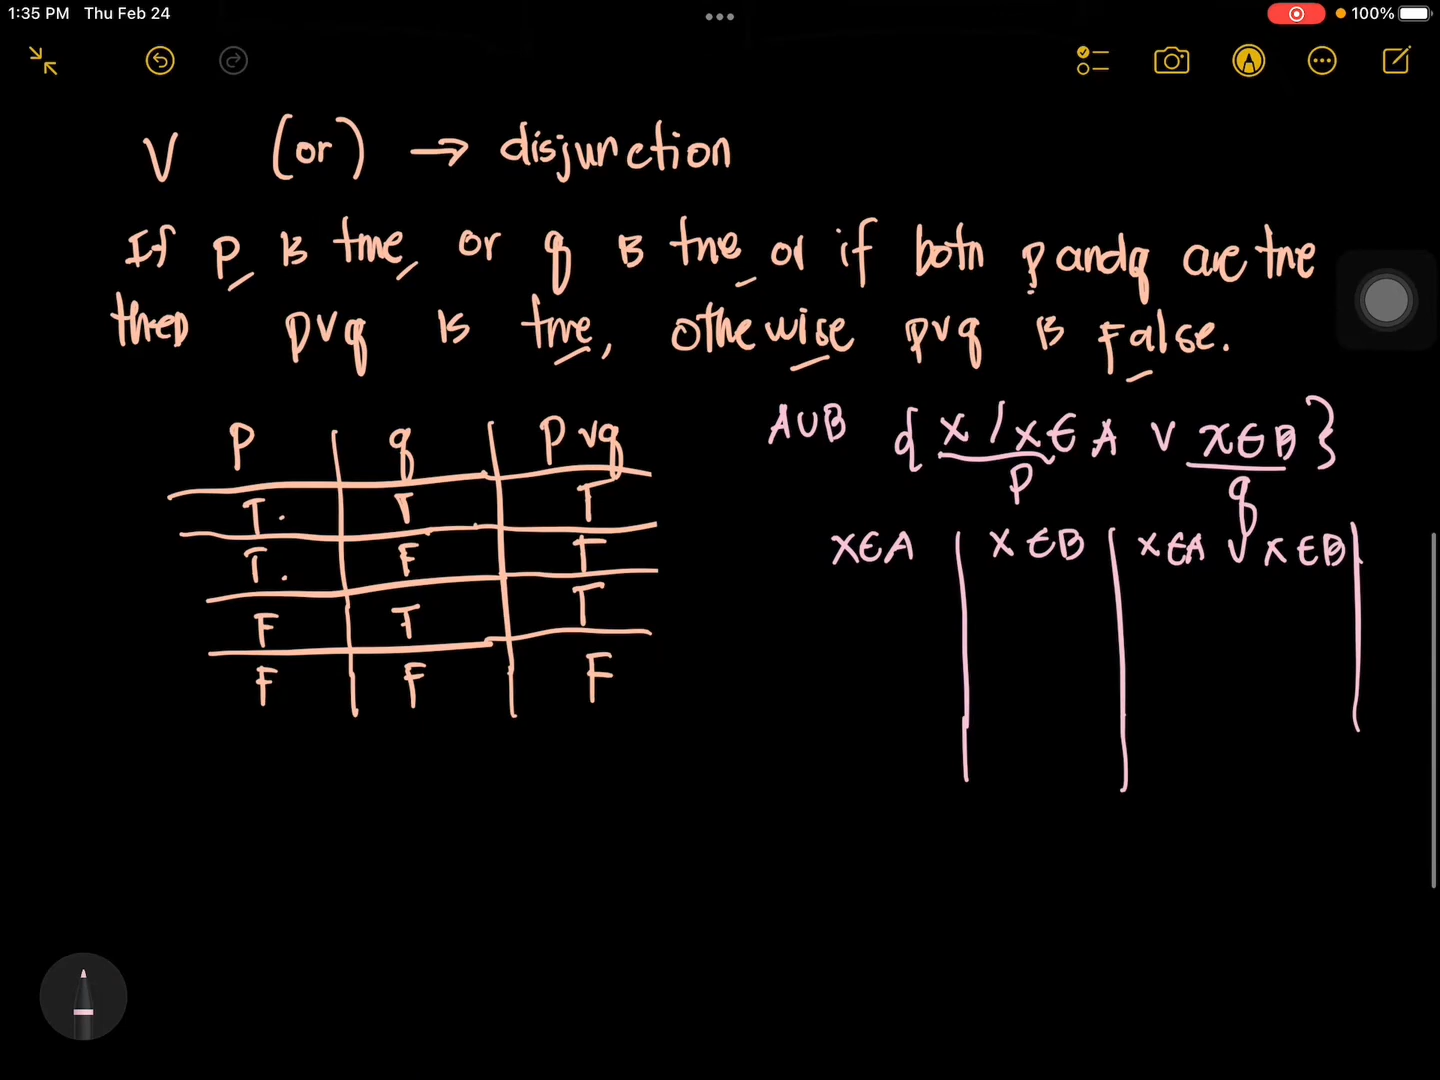 1:35 PM Thu Feb 24
100%
V (or) → disjunction
If p is true, or q is true or if both p and q are true
then p∨q is true, otherwise p∨q is False.
p | q | p∨q
T. | T | T
T. | F | T
F | T | T
F | F | F
A∪B { x / x∈A ∨ x∈B }
p q
x∈A | x∈B | x∈A ∨ x∈B |